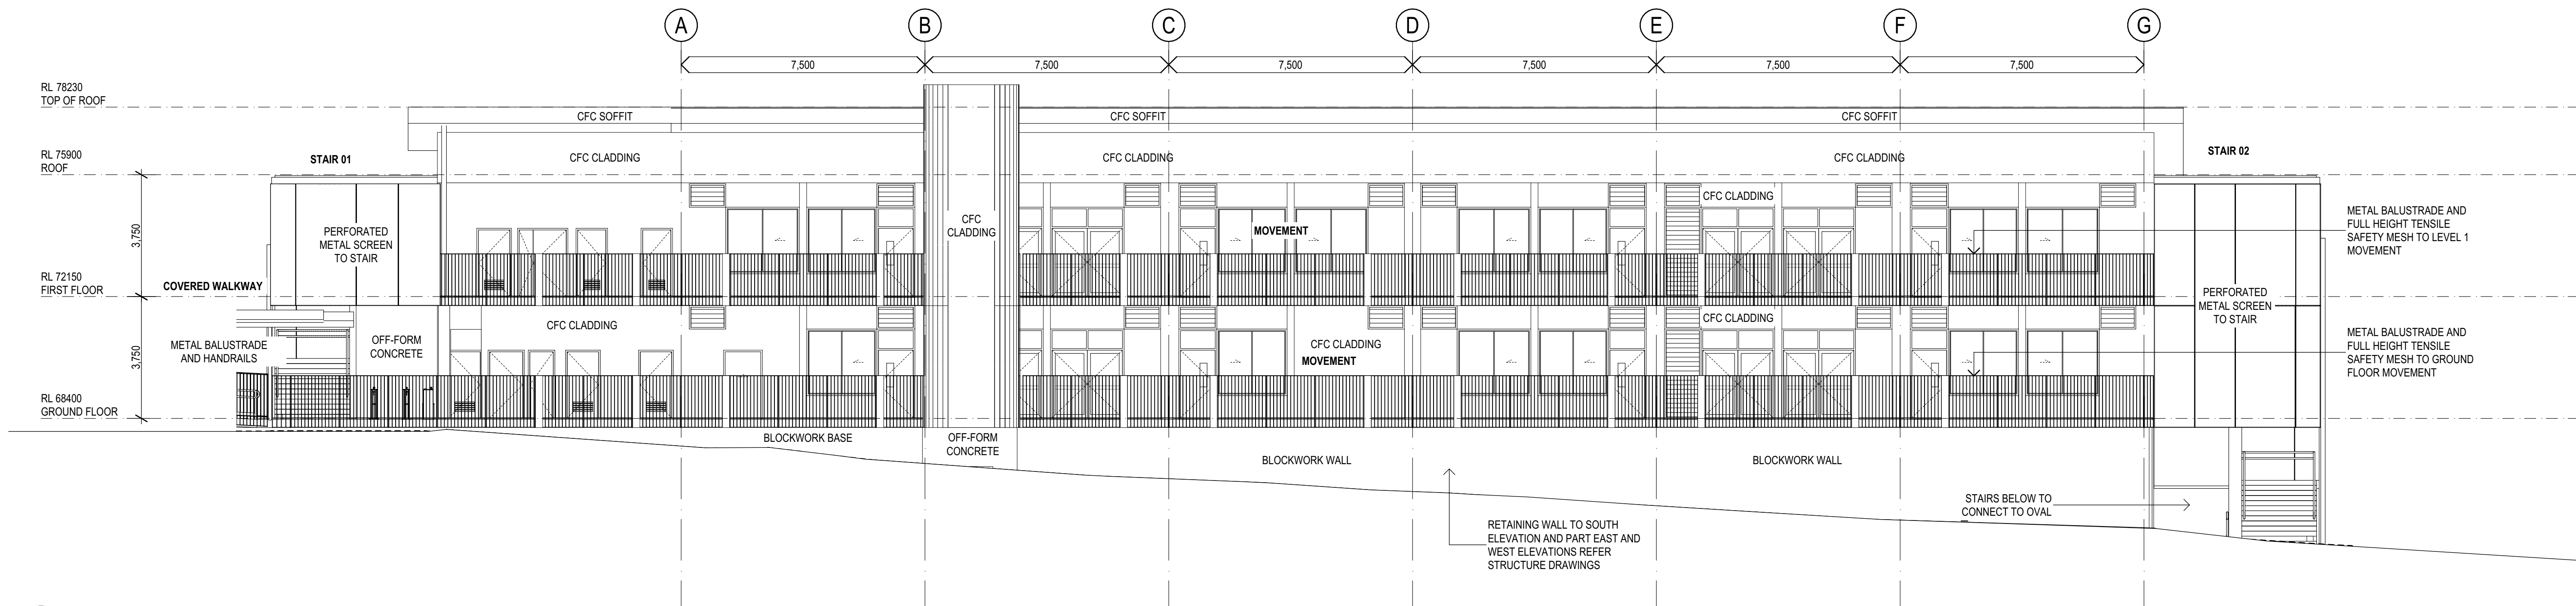 A B C D E F G
7,500 7,500 7,500 7,500 7,500 7,500
RL 78230
TOP OF ROOF
CFC SOFFIT CFC SOFFIT CFC SOFFIT
RL 75900
ROOF
STAIR 01
CFC CLADDING CFC CLADDING CFC CLADDING
STAIR 02
3,750
PERFORATED
METAL SCREEN
TO STAIR
CFC
CLADDING
MOVEMENT
CFC CLADDING
METAL BALUSTRADE AND
FULL HEIGHT TENSILE
SAFETY MESH TO LEVEL 1
MOVEMENT
RL 72150
FIRST FLOOR
COVERED WALKWAY
PERFORATED
METAL SCREEN
TO STAIR
3,750
METAL BALUSTRADE
AND HANDRAILS
OFF-FORM
CONCRETE
CFC CLADDING
CFC CLADDING
MOVEMENT
CFC CLADDING
METAL BALUSTRADE AND
FULL HEIGHT TENSILE
SAFETY MESH TO GROUND
FLOOR MOVEMENT
RL 68400
GROUND FLOOR
BLOCKWORK BASE
OFF-FORM
CONCRETE
BLOCKWORK WALL
BLOCKWORK WALL
STAIRS BELOW TO
CONNECT TO OVAL
RETAINING WALL TO SOUTH
ELEVATION AND PART EAST AND
WEST ELEVATIONS REFER
STRUCTURE DRAWINGS